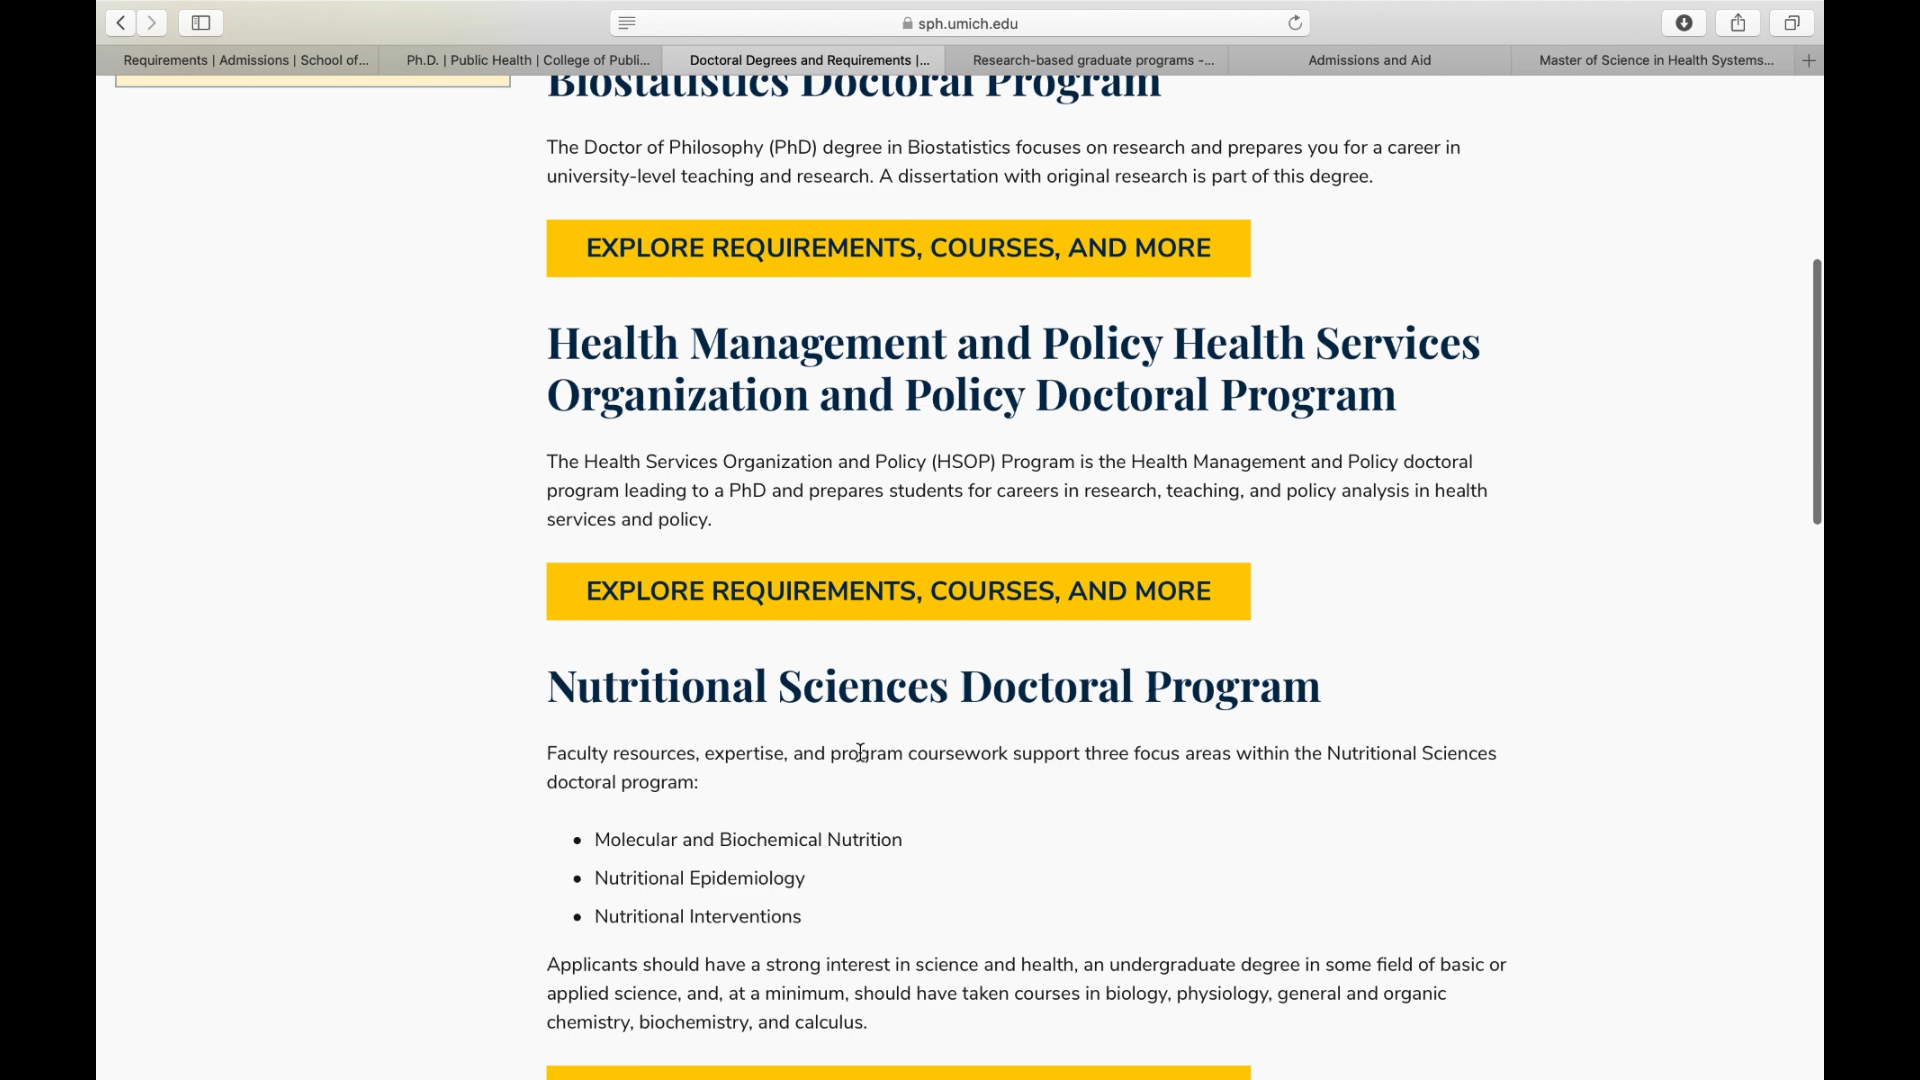 sph.umich.edu
Requirements | Admissions | School of...
Ph.D. | Public Health | College of Publi...
Doctoral Degrees and Requirements |...
Research-based graduate programs -...
Admissions and Aid
Master of Science in Health Systems...
Biostatistics Doctoral Program
The Doctor of Philosophy (PhD) degree in Biostatistics focuses on research and prepares you for a career in
university-level teaching and research. A dissertation with original research is part of this degree.
EXPLORE REQUIREMENTS, COURSES, AND MORE
Health Management and Policy Health Services
Organization and Policy Doctoral Program
The Health Services Organization and Policy (HSOP) Program is the Health Management and Policy doctoral
program leading to a PhD and prepares students for careers in research, teaching, and policy analysis in health
services and policy.
EXPLORE REQUIREMENTS, COURSES, AND MORE
Nutritional Sciences Doctoral Program
Faculty resources, expertise, and program coursework support three focus areas within the Nutritional Sciences
doctoral program:
• Molecular and Biochemical Nutrition
• Nutritional Epidemiology
• Nutritional Interventions
Applicants should have a strong interest in science and health, an undergraduate degree in some field of basic or
applied science, and, at a minimum, should have taken courses in biology, physiology, general and organic
chemistry, biochemistry, and calculus.